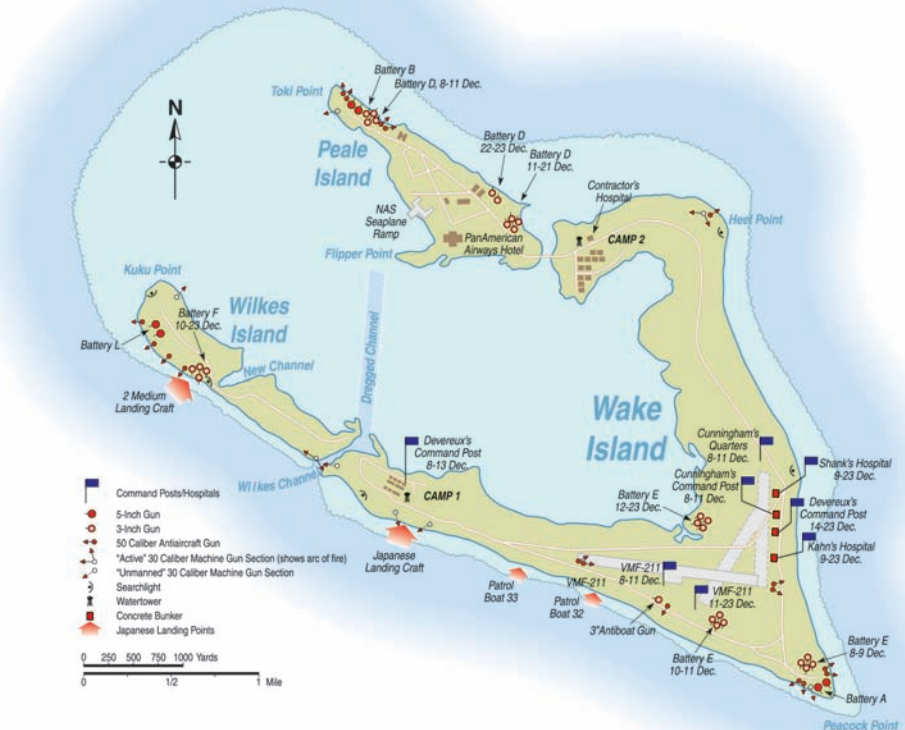 Battery B
Battery D, 8-11 Dec.
Toki Point
N
Peale
Island
Battery D
22-23 Dec.
Battery D
11-21 Dec.
Contractor's
Hospital
NAS
Seaplane
Ramp
PanAmerican
Airways Hotel
CAMP 2
Heel Point
Flipper Point
Kuku Point
Wilkes
Island
Battery F
10-23 Dec.
Battery L
New Channel
Dregged Channel
2 Medium
Landing Craft
Wake
Island
Devereux's
Command Post
8-13 Dec.
Wilkes Channel
CAMP 1
Cunningham's
Quarters
8-11 Dec.
Shank's Hospital
9-23 Dec.
Cunningham's
Command Post
8-11 Dec.
Devereux's
Command Post
14-23 Dec.
Battery E
12-23 Dec.
Kahn's Hospital
9-23 Dec.
Japanese
Landing Craft
Patrol
Boat 33
VMF-211
Patrol
Boat 32
VMF-211
8-11 Dec.
VMF-211
11-23 Dec.
3"Antiboat Gun
Battery E
10-11 Dec.
Battery E
8-9 Dec.
Battery A
Peacock Point
Command Posts/Hospitals
5-Inch Gun
3-Inch Gun
50 Caliber Antiaircraft Gun
"Active" 30 Caliber Machine Gun Section (shows arc of fire)
"Unmanned" 30 Caliber Machine Gun Section
Searchlight
Watertower
Concrete Bunker
Japanese Landing Points
0 250 500 750 1000 Yards
0 1/2 1 Mile